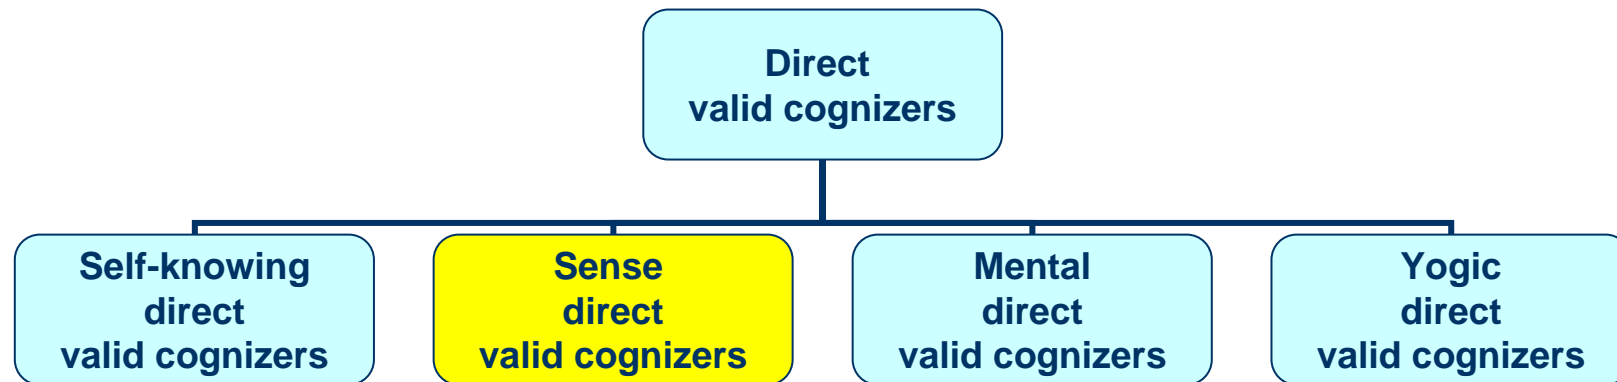 Direct
valid cognizers
Self-knowing
direct
valid cognizers
Sense
direct
valid cognizers
Mental
direct
valid cognizers
Yogic
direct
valid cognizers